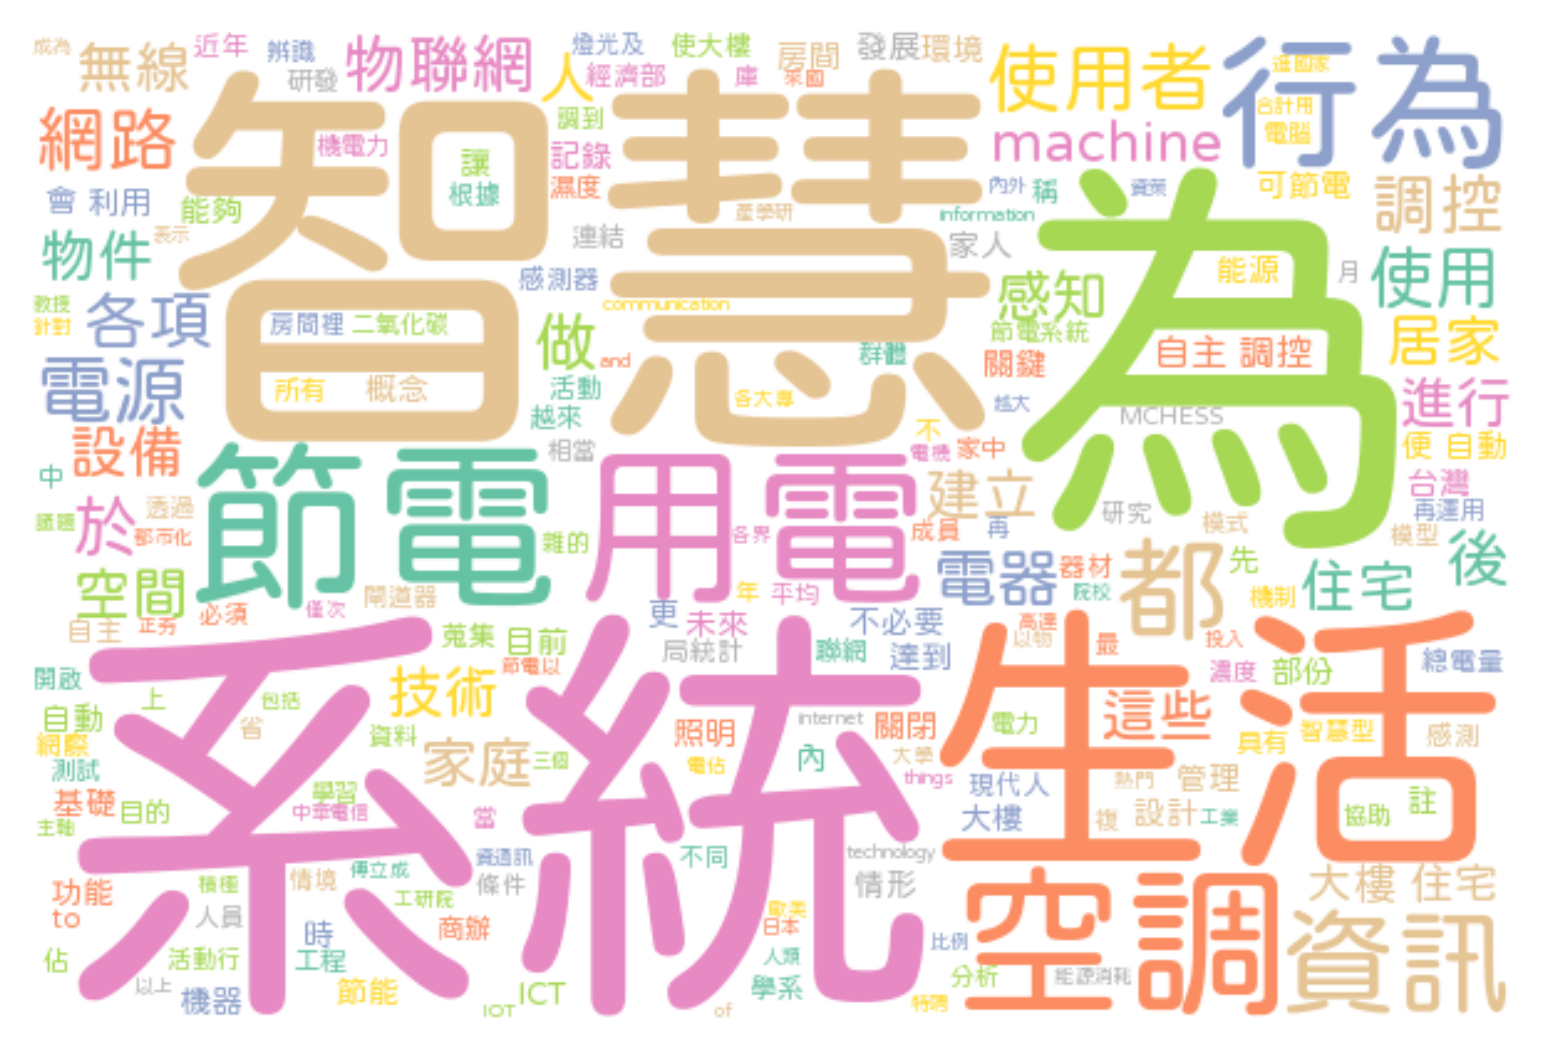 成為 無線 近年 辨識 物聯網 人 燈光及 使大樓 房間 發展 環境 使用者 進國家 行為
研發 經濟部 庫 來國 合計用
網路 機電力 調到 machine 電腦
智慧
讓 記錄
會 利用 根據 濕度 內外 稱 資策 可節電 調控
能夠 產學研 information
物件 表示 連結 家人 為
感測器 感知 能源 月 使用
教授 各項 communication
針對 房間裡 二氧化碳 做 節電系統 居家
電源 and 群體 關鍵 自主 調控
所有 概念 活動 各大專 越大 進行
設備 越來 不 MCHESS 便 自動
中 節電 相當 用電 電機 家中 台灣
於 透過 建立 研究 再運用
都市化 雜的 各界 成員 再 模式 模型 後
空間 電器 器材 都 先 住宅
閘道器 年 平均 院校 機制
自主 正夯 必須 僅次 更 未來 不必要 高達 以物 最 投入
系統 蒐集 目前 局統計 聯網 達到 生活 總電量
開啟 節電以 濃度 部份
自動 上 包括 技術 internet 這些
網際 省 資料 照明 關閉 電力 具有 智慧型 感測
測試 家庭 三個 電佔 內 大學
基礎 目的 學習 things 現代人 熱門 管理
主軸 中華電信 當 大樓 複 設計 工業 協助 註
資通訊 不同 technology
功能 積極 情境 傳立成 條件 情形 空調 大樓 住宅
to 人員 工研院 歐美 資訊
時 商辦 日本 比例
佔 活動行 工程 人類 分析 能源消耗
以上 機器 節能 ICT 學系
IOT of 特聘